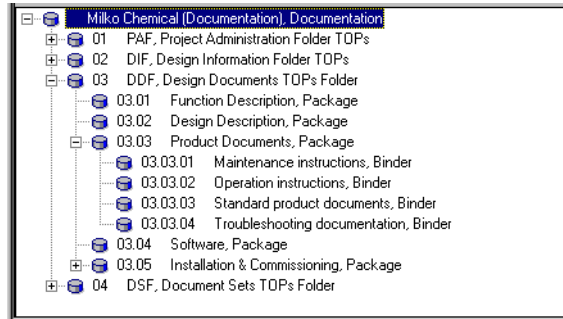 Milko Chemical (Documentation), Documentation
01 PAF, Project Administration Folder TOPs
02 DIF, Design Information Folder TOPs
03 DDF, Design Documents TOPs Folder
03.01 Function Description, Package
03.02 Design Description, Package
03.03 Product Documents, Package
03.03.01 Maintenance instructions, Binder
03.03.02 Operation instructions, Binder
03.03.03 Standard product documents, Binder
03.03.04 Troubleshooting documentation, Binder
03.04 Software, Package
03.05 Installation & Commissioning, Package
04 DSF, Document Sets TOPs Folder